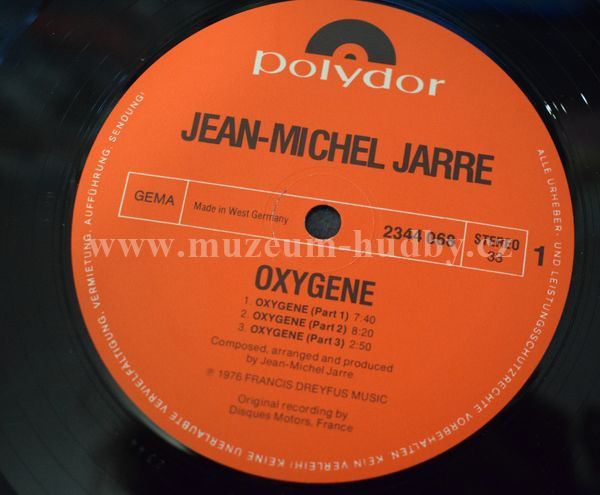 polydor
JEAN-MICHEL JARRE
GEMA
Made in West Germany
2344 068
STEREO
33
1
www.muzeum-hudby.cz
OXYGENE
1. OXYGENE (Part 1) 7:40
2. OXYGENE (Part 2) 8:20
3. OXYGENE (Part 3) 2:50
Composed, arranged and produced
by Jean-Michel Jarre
Ⓟ 1976 FRANCIS DREYFUS MUSIC
Original recording by
Disques Motors, France
ALLE URHEBER- UND LEISTUNGSSCHUTZRECHTE VORBEHALTEN. KEIN VERLEIH! KEINE UNERLAUBTE VERVIELFÄLTIGUNG, VERMIETUNG, AUFFÜHRUNG, SENDUNG!